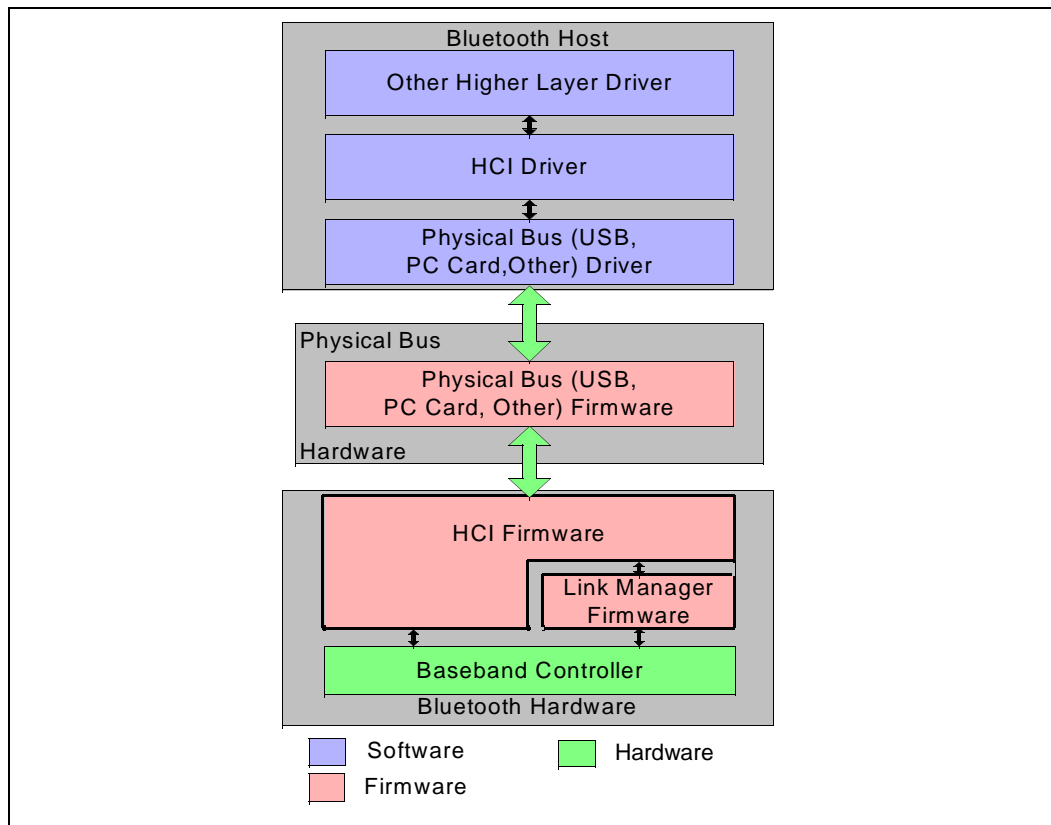 Bluetooth Host
Other Higher Layer Driver
HCI Driver
Physical Bus (USB,
PC Card,Other) Driver
Physical Bus
Physical Bus (USB,
PC Card, Other) Firmware
Hardware
HCI Firmware
Link Manager
Firmware
Baseband Controller
Bluetooth Hardware
Software
Hardware
Firmware